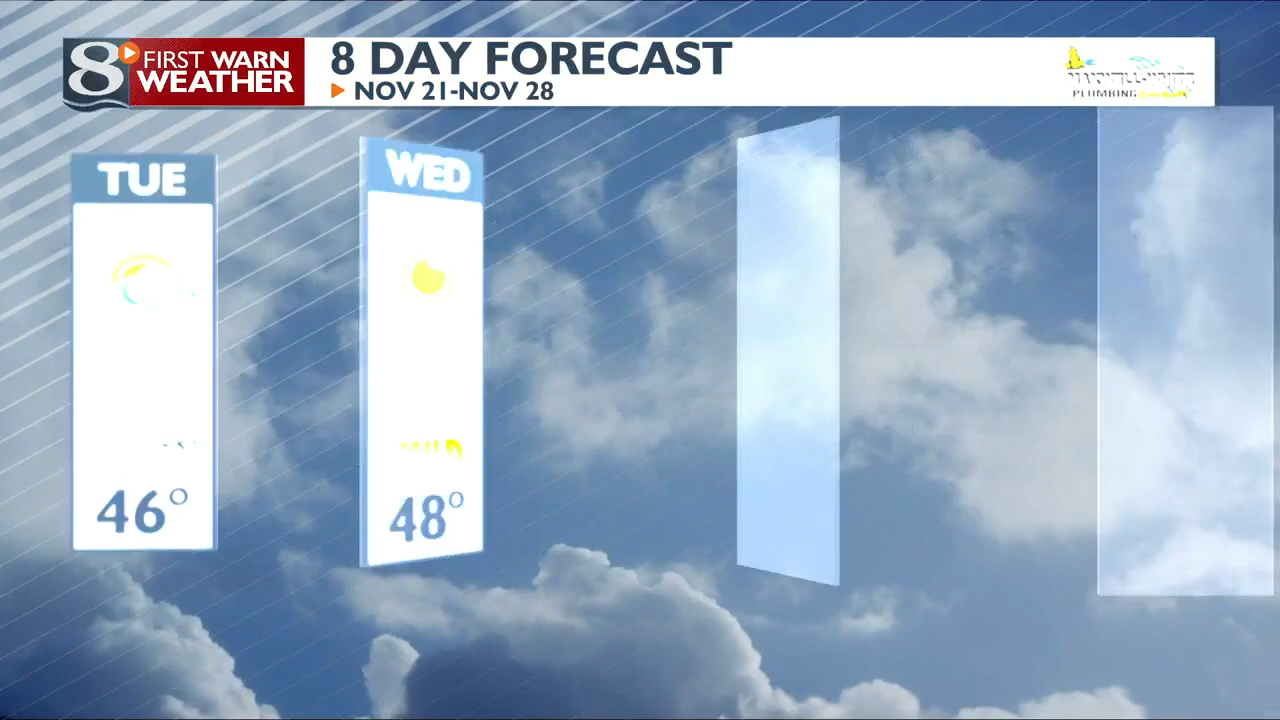 8
FIRST WARN
WEATHER
8 DAY FORECAST
NOV 21-NOV 28
PLUMBING
TUE
46°
WED
48°